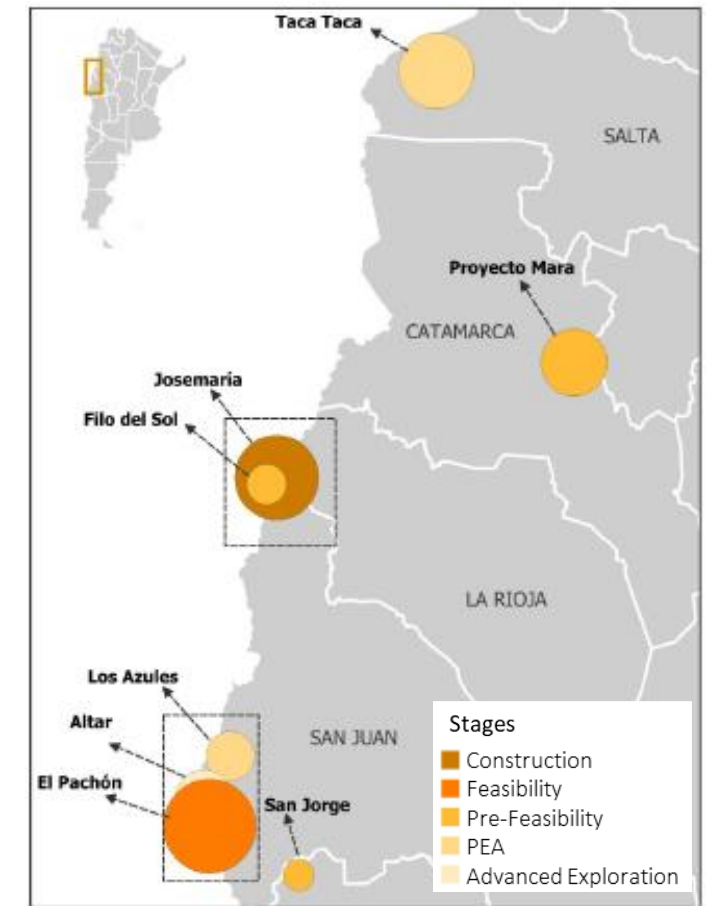 Taca Taca
SALTA
Proyecto Mara
CATAMARCA
Josemaría
Filo del Sol
LA RIOJA
Los Azules
Altar
SAN JUAN
El Pachón
San Jorge
Stages
Construction
Feasibility
Pre-Feasibility
PEA
Advanced Exploration